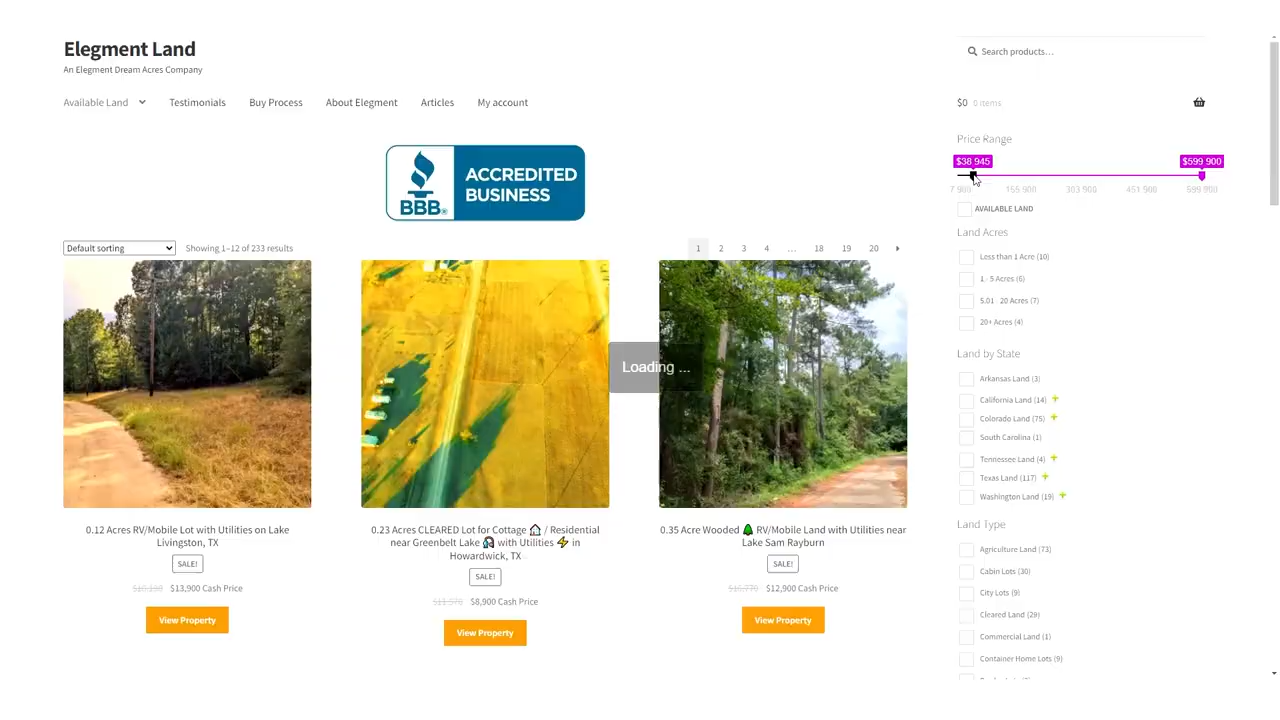 Elegment Land
An Elegment Dream Acres Company
Available Land
Testimonials
Buy Process
About Elegment
Articles
My account
Search products…
$0 0 items
ACCREDITED
BUSINESS
BBB
Default sorting
Showing 1–12 of 233 results
1 2 3 4 … 18 19 20
Loading ...
0.12 Acres RV/Mobile Lot with Utilities on Lake
Livingston, TX
SALE!
$13,900 Cash Price
View Property
0.23 Acres CLEARED Lot for Cottage 🏠 / Residential
near Greenbelt Lake 🎣 with Utilities ⚡ in
Howardwick, TX
SALE!
$8,900 Cash Price
View Property
0.35 Acre Wooded 🌲 RV/Mobile Land with Utilities near
Lake Sam Rayburn
SALE!
$12,900 Cash Price
View Property
Price Range
$38 945
$599 900
7 900 155 900 303 900 451 900 599 900
AVAILABLE LAND
Land Acres
Less than 1 Acre (10)
1 - 5 Acres (6)
5.01 - 20 Acres (7)
20+ Acres (4)
Land by State
Arkansas Land (3)
California Land (14) +
Colorado Land (75) +
South Carolina (1)
Tennessee Land (4) +
Texas Land (117) +
Washington Land (19) +
Land Type
Agriculture Land (73)
Cabin Lots (30)
City Lots (9)
Cleared Land (29)
Commercial Land (1)
Container Home Lots (9)